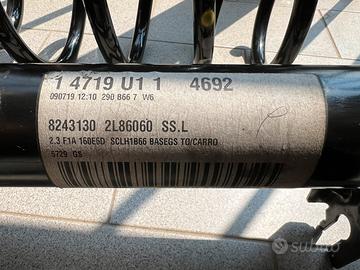 1 4719 U1 1 4692
090719 12:10 290 B66 7 W6
8243130 2L86060 SS.L
2.3 F1A 160E6D SCLH1B66 BASEGS TO/CARRO
5729 GS
subito